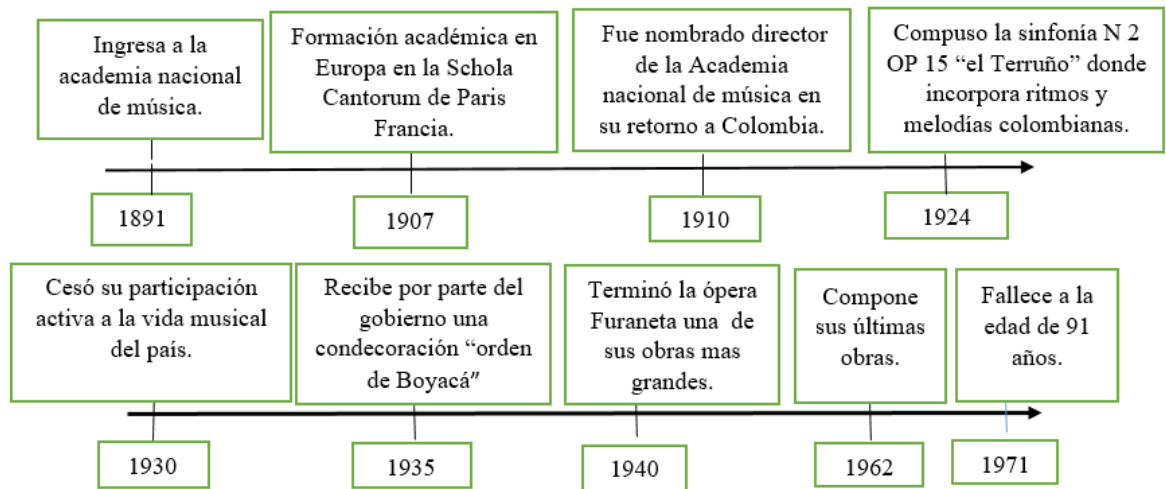 Ingresa a la
academia nacional
de música.
Formación académica en
Europa en la Schola
Cantorum de Paris
Francia.
Fue nombrado director
de la Academia
nacional de música en
su retorno a Colombia.
Compuso la sinfonía N 2
OP 15 “el Terruño” donde
incorpora ritmos y
melodías colombianas.
1891
1907
1910
1924
Cesó su participación
activa a la vida musical
del país.
Recibe por parte del
gobierno una
condecoración “orden
de Boyacá”
Terminó la ópera
Furaneta una de
sus obras mas
grandes.
Compone
sus últimas
obras.
Fallece a la
edad de 91
años.
1930
1935
1940
1962
1971